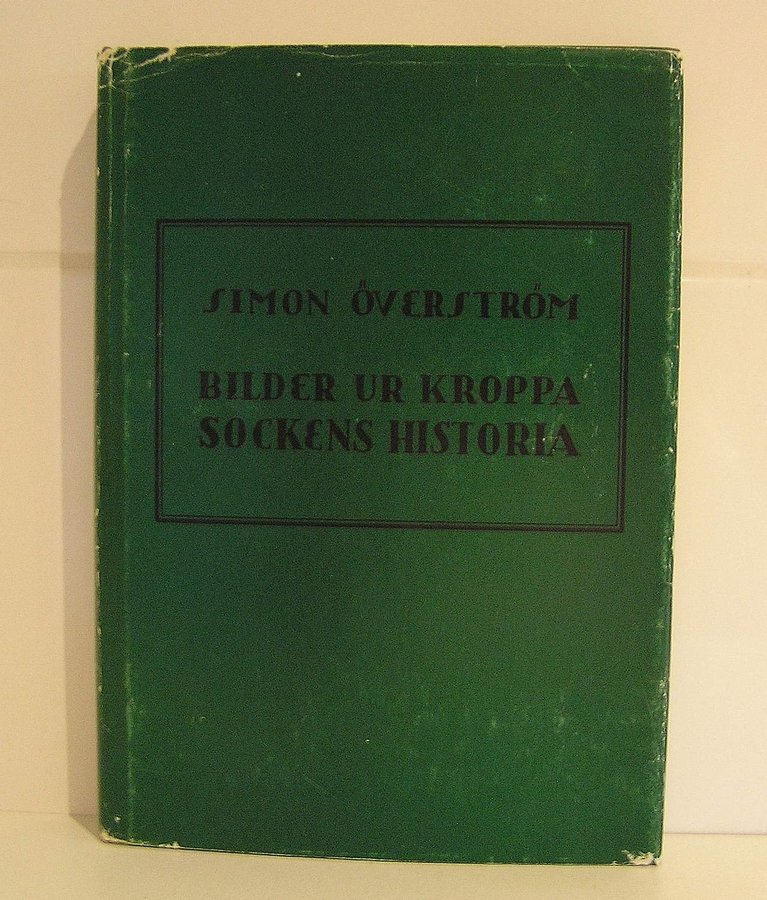 SIMON ÖVERSTRÖM
BILDER UR KROPPA
SOCKENS HISTORIA